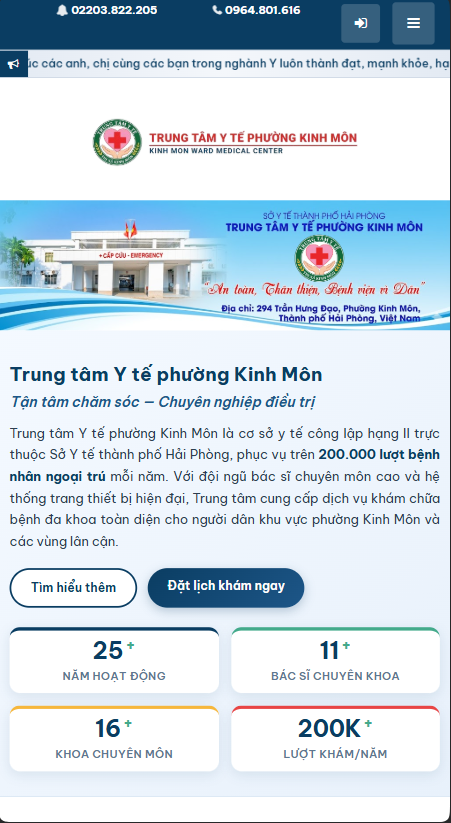 02203.822.205
0964.801.616
các anh, chị cùng các bạn trong nghành Y luôn thành đạt, mạnh khỏe, hạ
TRUNG TÂM Y TẾ PHƯỜNG KINH MÔN
KINH MON WARD MEDICAL CENTER
SỞ Y TẾ THÀNH PHỐ HẢI PHÒNG
TRUNG TÂM Y TẾ PHƯỜNG KINH MÔN
+CẤP CỨU - EMERGENCY
"An toàn, Thân thiện, Bệnh viện vì Dân"
Địa chỉ: 294 Trần Hưng Đạo, Phường Kinh Môn,
Thành phố Hải Phòng, Việt Nam
Trung tâm Y tế phường Kinh Môn
Tận tâm chăm sóc — Chuyên nghiệp điều trị
Trung tâm Y tế phường Kinh Môn là cơ sở y tế công lập hạng II trực
thuộc Sở Y tế thành phố Hải Phòng, phục vụ trên 200.000 lượt bệnh
nhân ngoại trú mỗi năm. Với đội ngũ bác sĩ chuyên môn cao và hệ
thống trang thiết bị hiện đại, Trung tâm cung cấp dịch vụ khám chữa
bệnh đa khoa toàn diện cho người dân khu vực phường Kinh Môn và
các vùng lân cận.
Tìm hiểu thêm
Đặt lịch khám ngay
25+
NĂM HOẠT ĐỘNG
11+
BÁC SĨ CHUYÊN KHOA
16+
KHOA CHUYÊN MÔN
200K+
LƯỢT KHÁM/NĂM